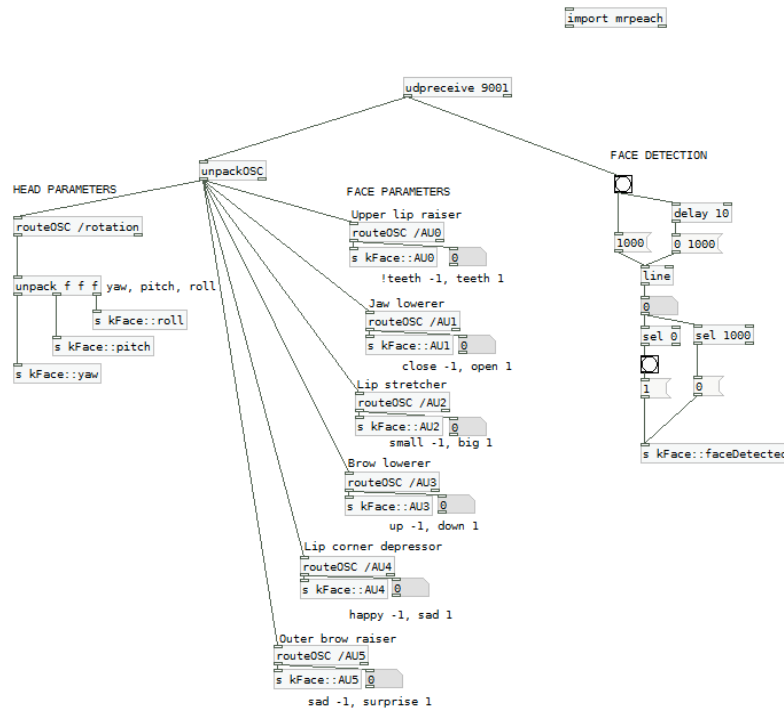 import mrpeach
udpreceive 9001
unpackOSC
FACE DETECTION
HEAD PARAMETERS
FACE PARAMETERS
routeOSC /rotation
unpack f f f
yaw, pitch, roll
s kFace::roll
s kFace::pitch
s kFace::yaw
Upper lip raiser
routeOSC /AU0
s kFace::AU0
0
!teeth -1, teeth 1
Jaw lowerer
routeOSC /AU1
s kFace::AU1
0
close -1, open 1
Lip stretcher
routeOSC /AU2
s kFace::AU2
0
small -1, big 1
Brow lowerer
routeOSC /AU3
s kFace::AU3
0
up -1, down 1
Lip corner depressor
routeOSC /AU4
s kFace::AU4
0
happy -1, sad 1
Outer brow raiser
routeOSC /AU5
s kFace::AU5
0
sad -1, surprise 1
delay 10
1000
0 1000
line
0
sel 0
sel 1000
1
0
s kFace::faceDetected